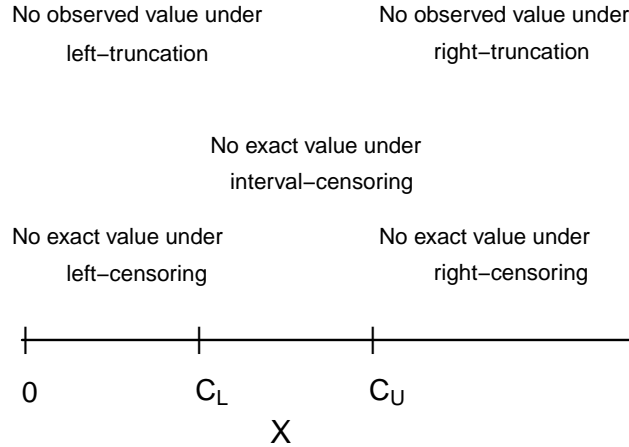 No observed value under
left−truncation
No observed value under
right−truncation
No exact value under
interval−censoring
No exact value under
left−censoring
No exact value under
right−censoring
0
C_L
C_U
X